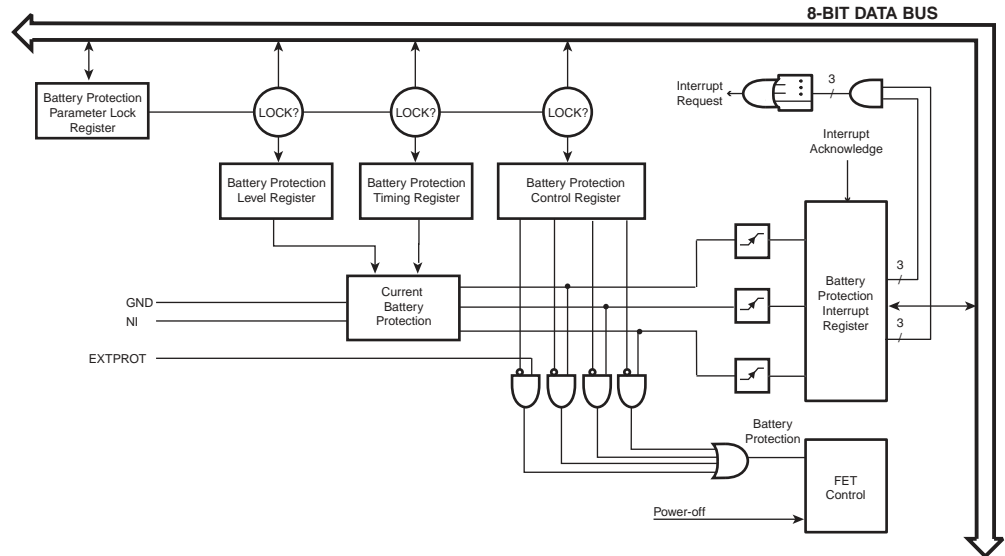 8-BIT DATA BUS
Battery Protection
Parameter Lock
Register
LOCK?
LOCK?
LOCK?
Interrupt
Request
3
Interrupt
Acknowledge
Battery Protection
Level Register
Battery Protection
Timing Register
Battery Protection
Control Register
Current
Battery
Protection
GND
NI
EXTPROT
Battery
Protection
Interrupt
Register
3
3
Battery
Protection
FET
Control
Power-off